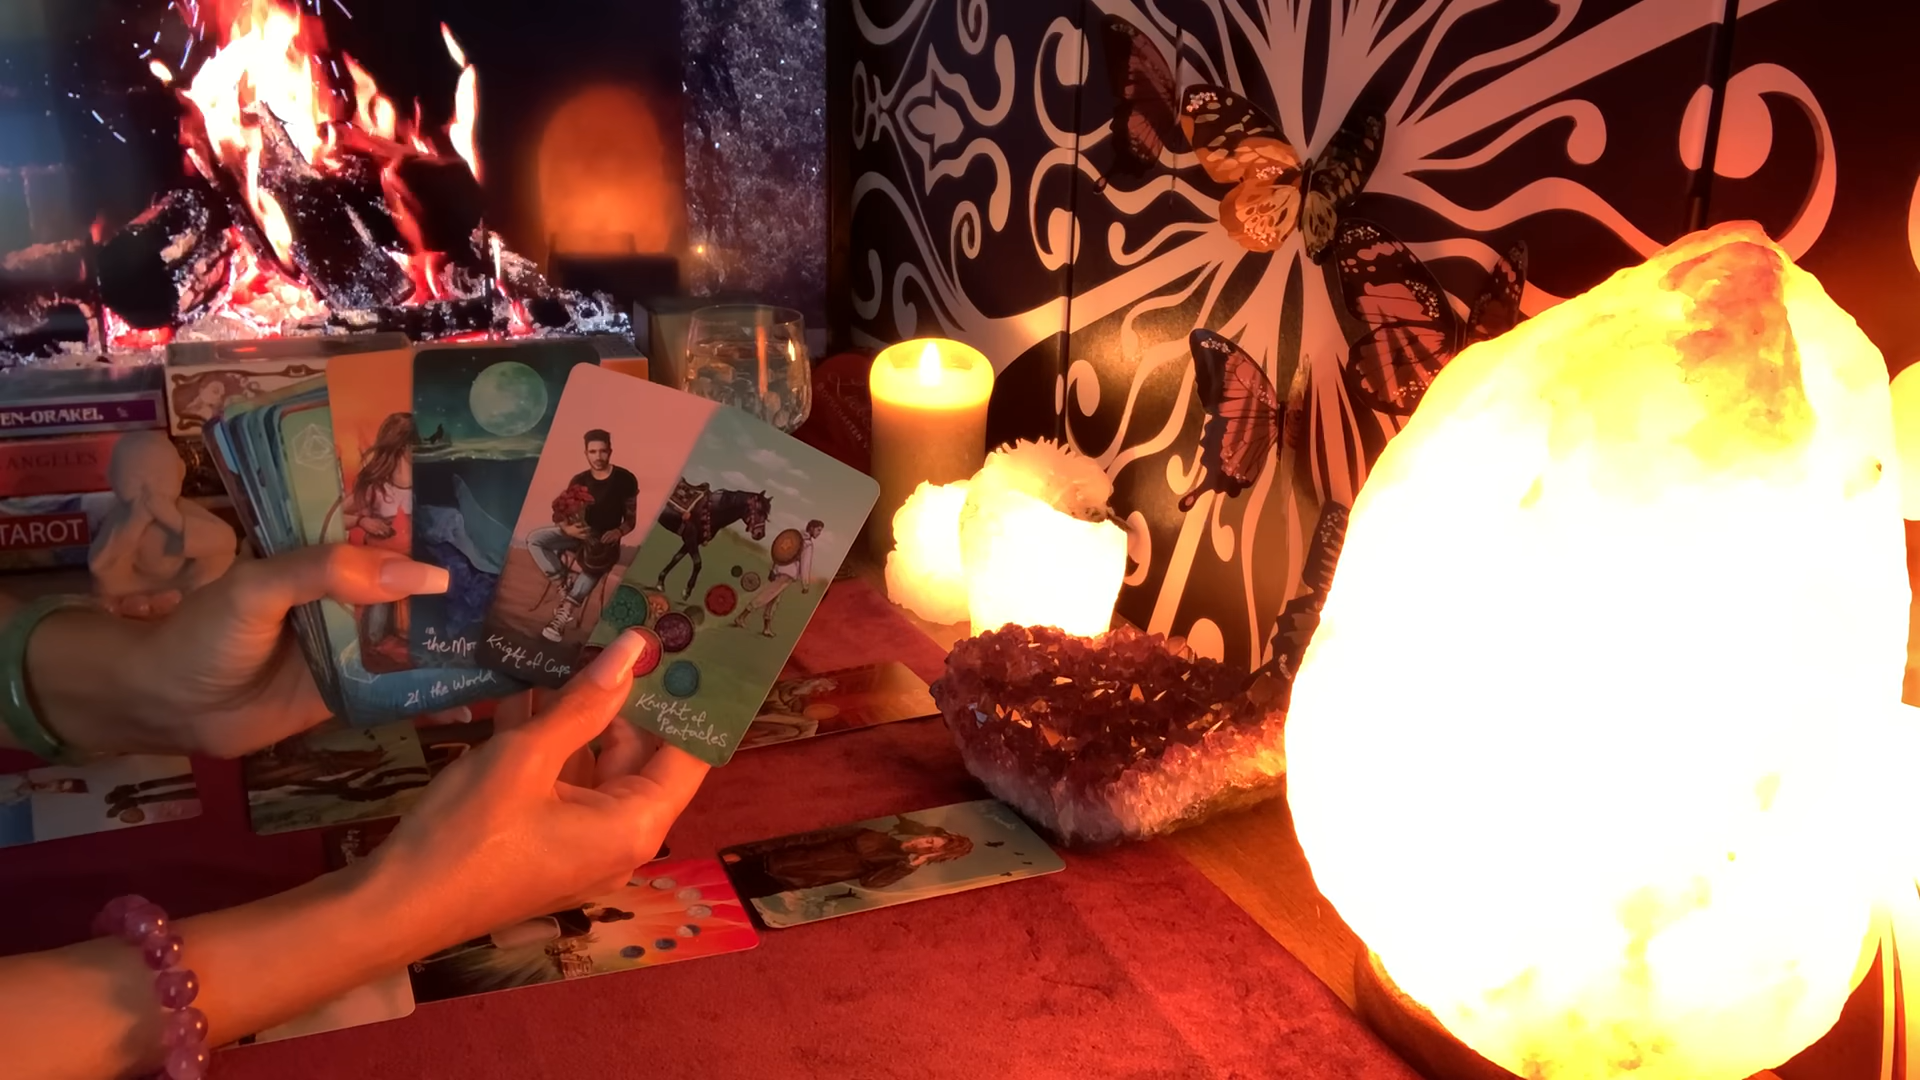 EN-ORAKEL
ANGELES
TAROT
the Moon
21. the World
Knight of Cups
Knight of
Pentacles